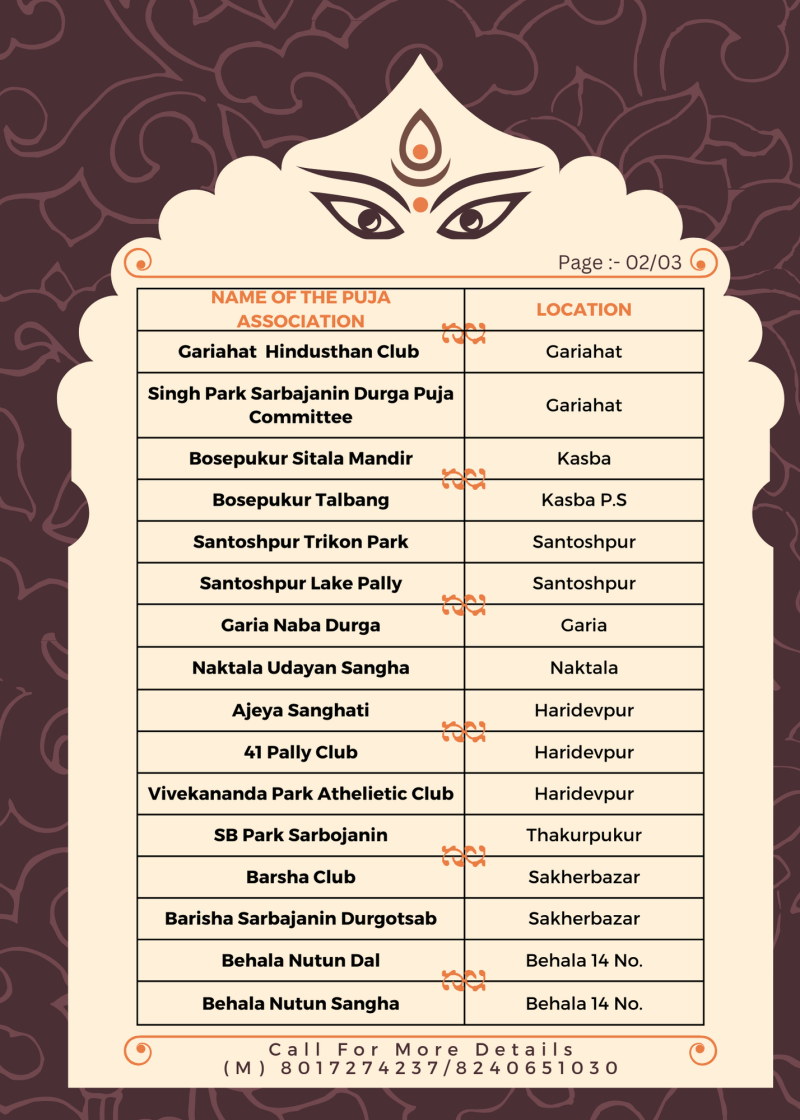 Page :- 02/03
NAME OF THE PUJA
ASSOCIATION
LOCATION
Gariahat  Hindusthan Club
Gariahat
Singh Park Sarbajanin Durga Puja
Committee
Gariahat
Bosepukur Sitala Mandir
Kasba
Bosepukur Talbang
Kasba P.S
Santoshpur Trikon Park
Santoshpur
Santoshpur Lake Pally
Santoshpur
Garia Naba Durga
Garia
Naktala Udayan Sangha
Naktala
Ajeya Sanghati
Haridevpur
41 Pally Club
Haridevpur
Vivekananda Park Athelietic Club
Haridevpur
SB Park Sarbojanin
Thakurpukur
Barsha Club
Sakherbazar
Barisha Sarbajanin Durgotsab
Sakherbazar
Behala Nutun Dal
Behala 14 No.
Behala Nutun Sangha
Behala 14 No.
Call For More Details
(M) 8017274237/8240651030